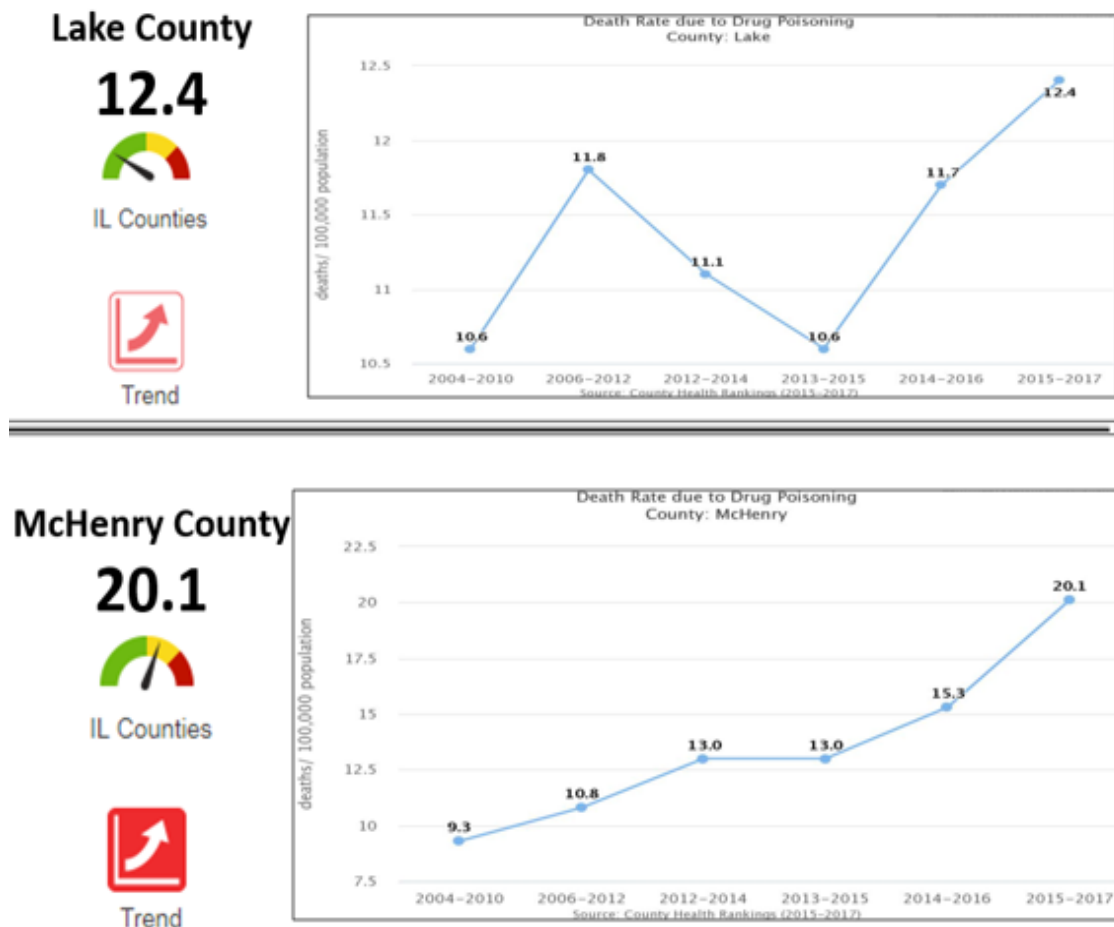 Lake County
12.4
IL Counties
Trend
Death Rate due to Drug Poisoning
County: Lake
deaths/ 100,000 population
12.5
12
11.5
11
10.5
10.6
11.8
11.1
10.6
11.7
12.4
2004-2010
2006-2012
2012-2014
2013-2015
2014-2016
2015-2017
Source: County Health Rankings (2015-2017)
McHenry County
20.1
IL Counties
Trend
Death Rate due to Drug Poisoning
County: McHenry
deaths/ 100,000 population
22.5
20
17.5
15
12.5
10
7.5
9.3
10.8
13.0
13.0
15.3
20.1
2004-2010
2006-2012
2012-2014
2013-2015
2014-2016
2015-2017
Source: County Health Rankings (2015-2017)